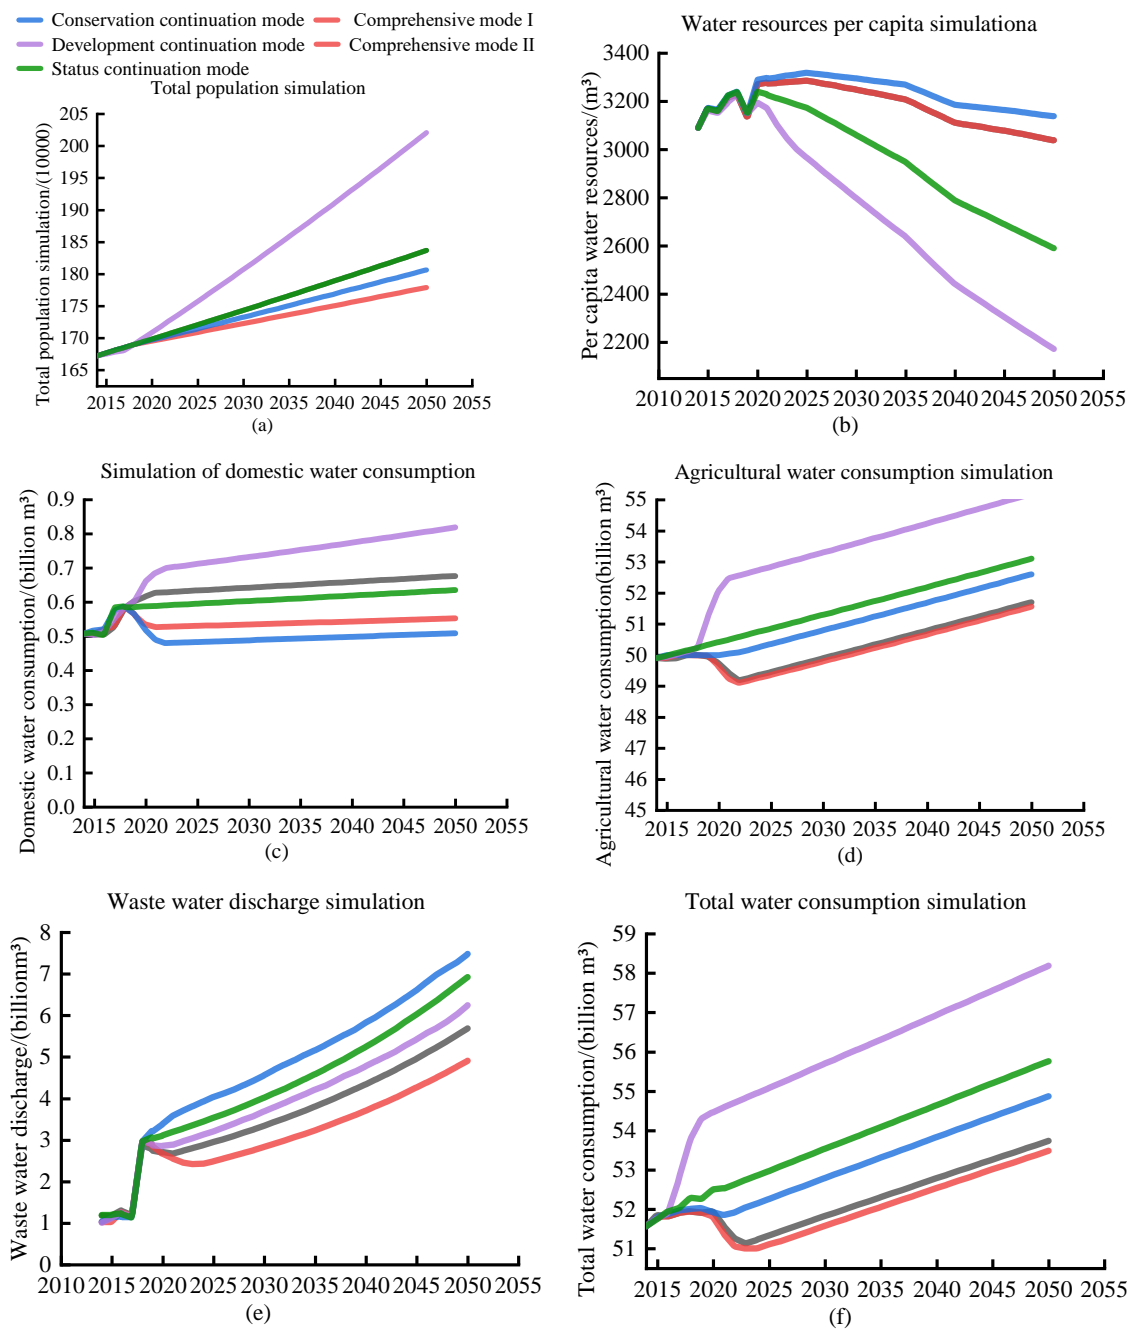 Conservation continuation mode
Comprehensive mode I
Development continuation mode
Comprehensive mode II
Status continuation mode
Total population simulation
Total population simulation/(10000)
205
200
195
190
185
180
175
170
165
2015 2020 2025 2030 2035 2040 2045 2050 2055
(a)
Water resources per capita simulationa
Per capita water resources/(m³)
3400
3200
3000
2800
2600
2400
2200
2010 2015 2020 2025 2030 2035 2040 2045 2050 2055
(b)
Simulation of domestic water consumption
Domestic water consumption/(billion m³)
0.9
0.8
0.7
0.6
0.5
0.4
0.3
0.2
0.1
0.0
2015 2020 2025 2030 2035 2040 2045 2050 2055
(c)
Agricultural water consumption simulation
Agricultural water consumption(billion m³)
55
54
53
52
51
50
49
48
47
46
45
2015 2020 2025 2030 2035 2040 2045 2050 2055
(d)
Waste water discharge simulation
Waste water discharge/(billionm³)
8
7
6
5
4
3
2
1
0
2010 2015 2020 2025 2030 2035 2040 2045 2050 2055
(e)
Total water consumption simulation
Total water consumption/(billion m³)
59
58
57
56
55
54
53
52
51
2015 2020 2025 2030 2035 2040 2045 2050 2055
(f)